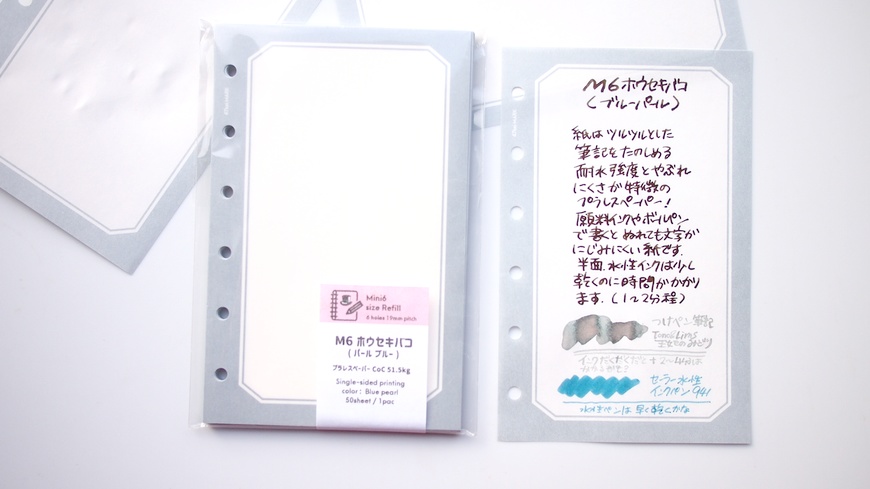 Mini6
size Refill
6 holes 19mm pitch
M6 ホウセキバコ
(パール ブルー)
プラレスペーパー CoC 51.5kg
Single-sided printing
color: Blue pearl
50sheet / 1pac
M6 ホウセキバコ
(ブルーパール)
紙は ツルツルとした
筆記をたのしめる
耐水強度とやぶれ
にくさが特徴の
プラレスペーパー!
顔料インクやボールペン
で書くとぬれても文字が
にじみにくい紙です。
半面、水性インクは少し
乾くのに時間がかかり
ます。(1~2分程)
つけペン筆記
Tono&Lims
セーラー水性
インクペン 941
水性ペンは早く乾くかな